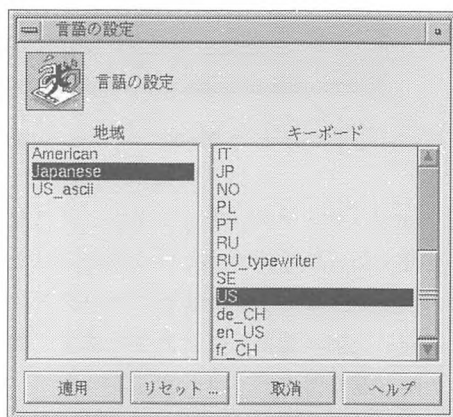 言語の設定
言語の設定
地域
キーボード
American
Japanese
US_ascii
IT
JP
NO
PL
PT
RU
RU_typewriter
SE
US
de_CH
en_US
fr_CH
適用
リセット ...
取消
ヘルプ